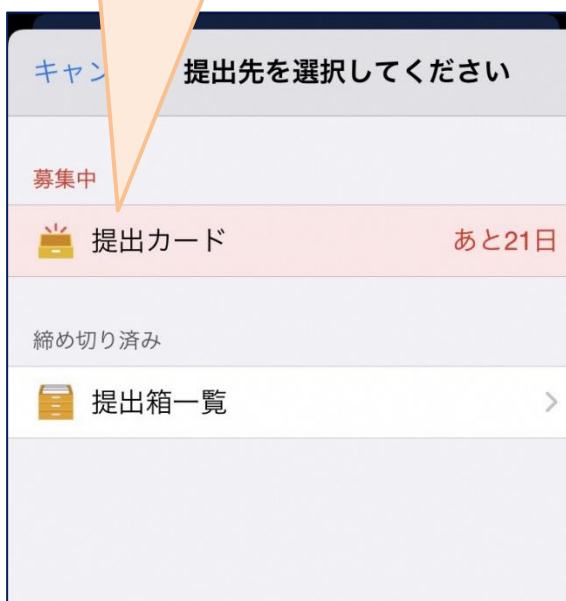 キャン
提出先を選択してください
募集中
提出カード
あと21日
締め切り済み
提出箱一覧